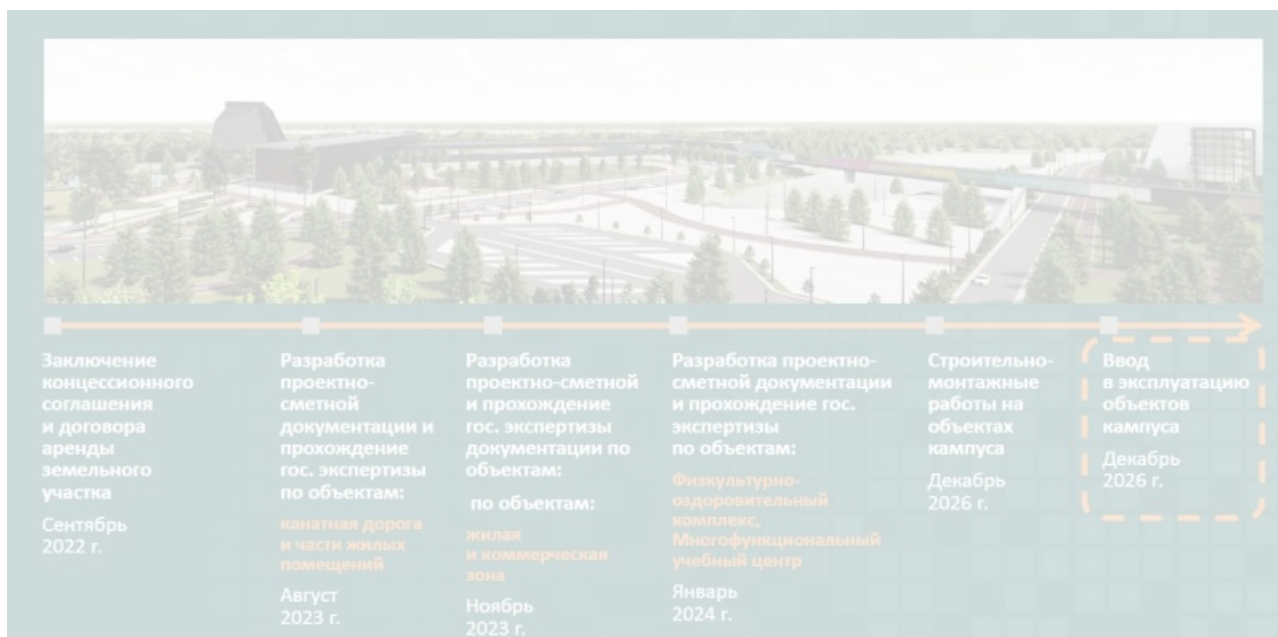 Заключение
концессионного
соглашения
и договора
аренды
земельного
участка
Сентябрь
2022 г.
Разработка
проектно-
сметной
документации и
прохождение
гос. экспертизы
по объектам:
канатная дорога
и части жилых
помещений
Август
2023 г.
Разработка
проектно-сметной
и прохождение
гос. экспертизы
документации по
объектам:
по объектам:
жилая
и коммерческая
зона
Ноябрь
2023 г.
Разработка проектно-
сметной документации
и прохождение гос.
экспертизы
по объектам:
Физкультурно-
оздоровительный
комплекс,
Многофункциональный
учебный центр
Январь
2024 г.
Строительно-
монтажные
работы на
объектах
кампуса
Декабрь
2026 г.
Ввод
в эксплуатацию
объектов
кампуса
Декабрь
2026 г.